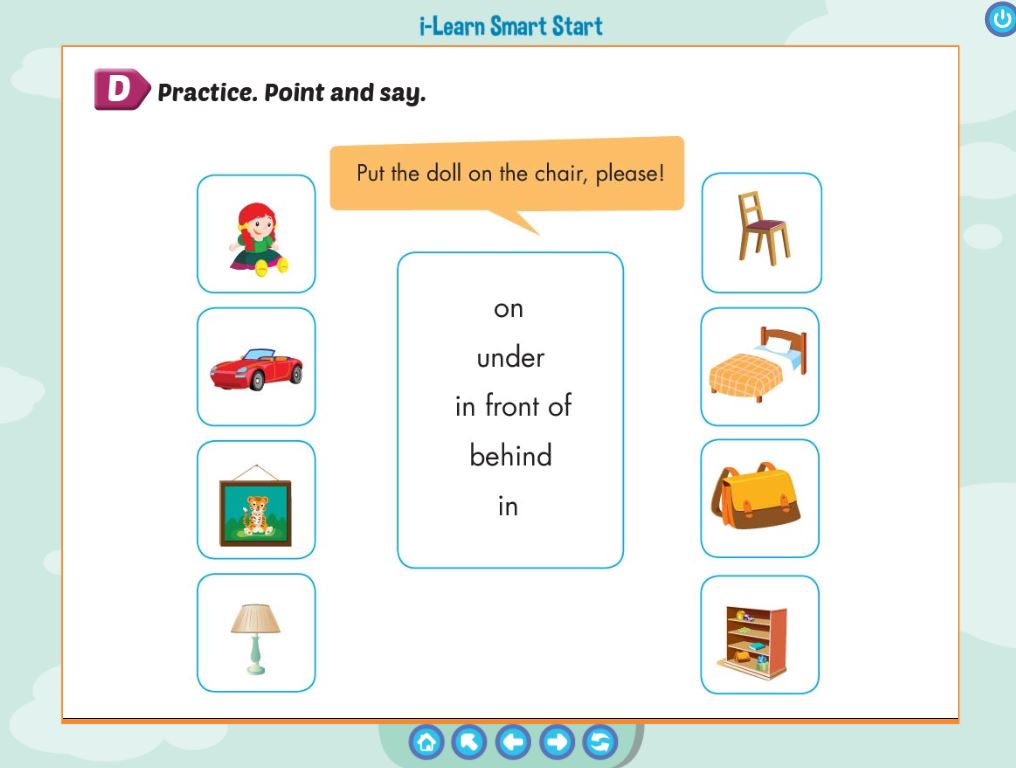 i-Learn Smart Start
D Practice. Point and say.
Put the doll on the chair, please!
on
under
in front of
behind
in